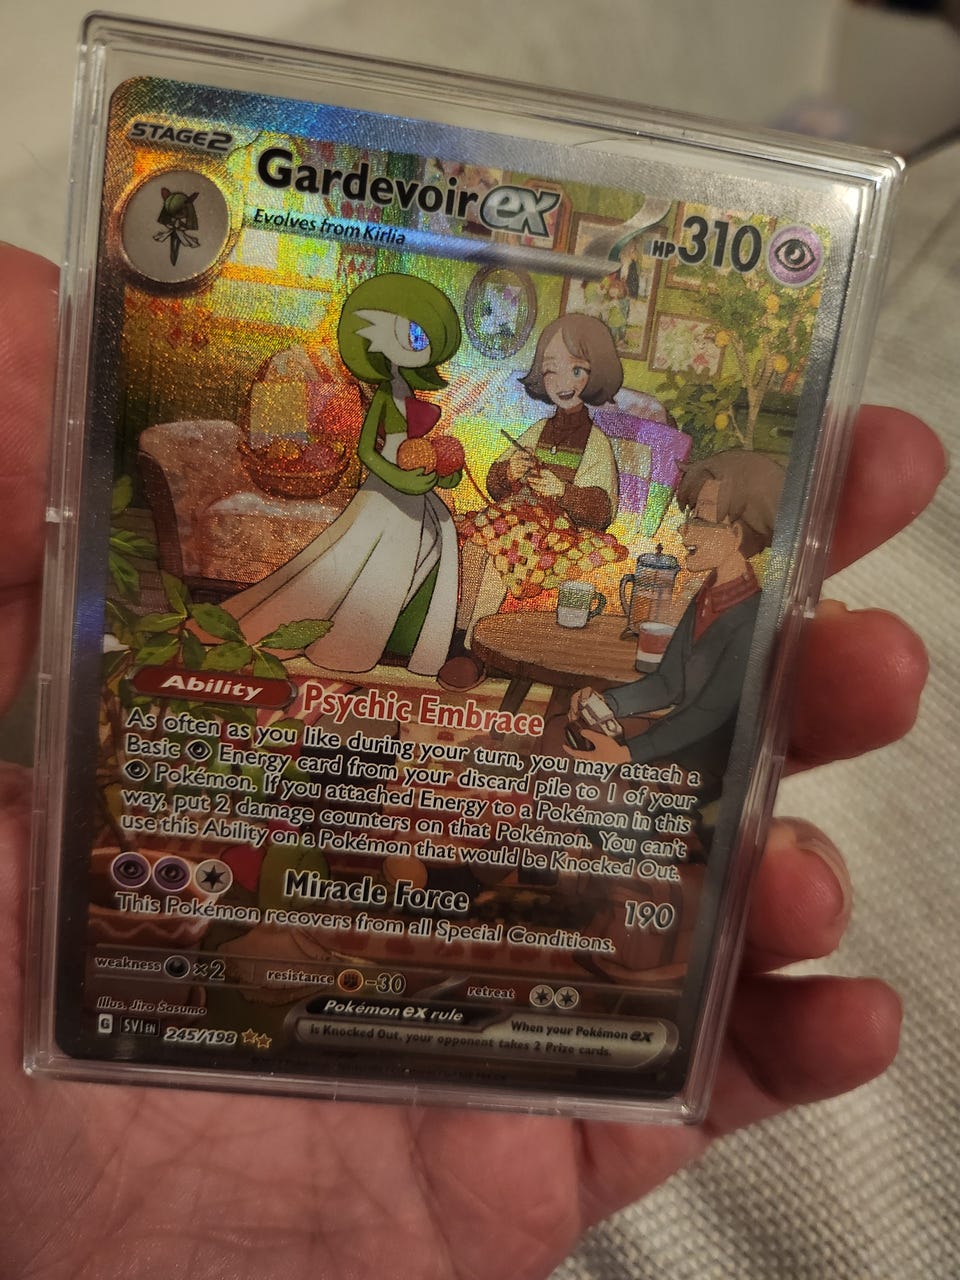 STAGE2
Gardevoir ex
HP 310
Evolves from Kirlia
Ability Psychic Embrace
As often as you like during your turn, you may attach a
Basic Energy card from your discard pile to 1 of your
Pokémon. If you attached Energy to a Pokémon in this
way, put 2 damage counters on that Pokémon. You can't
use this Ability on a Pokémon that would be Knocked Out.
Miracle Force 190
This Pokémon recovers from all Special Conditions.
weakness ×2 resistance -30 retreat
Illus. Jiro Sasumo
Pokémon ex rule
When your Pokémon ex
is Knocked Out, your opponent takes 2 Prize cards.
G SVI EN 245/198